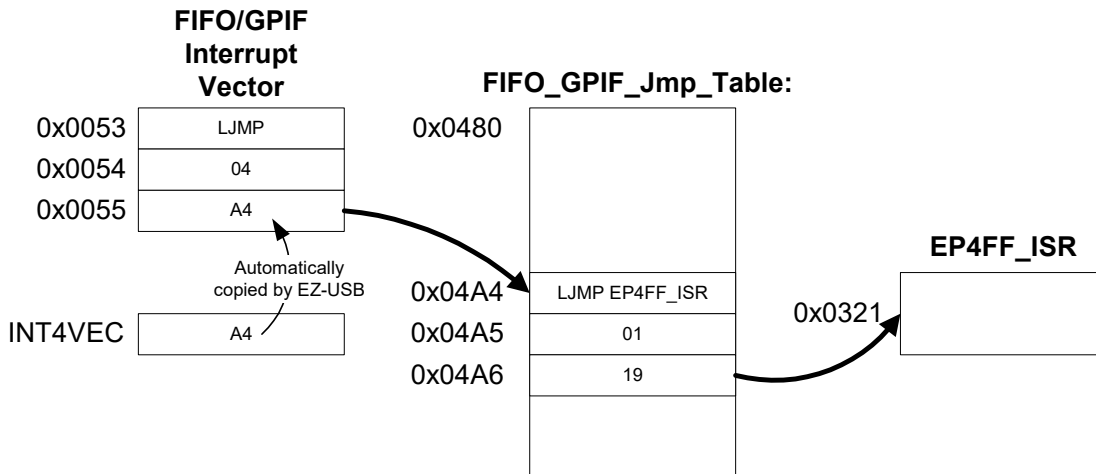 FIFO/GPIF
Interrupt
Vector
FIFO_GPIF_Jmp_Table:
0x0053
LJMP
0x0480
0x0054
04
0x0055
A4
Automatically
copied by EZ-USB
INT4VEC
A4
0x04A4
LJMP EP4FF_ISR
0x04A5
01
0x04A6
19
EP4FF_ISR
0x0321